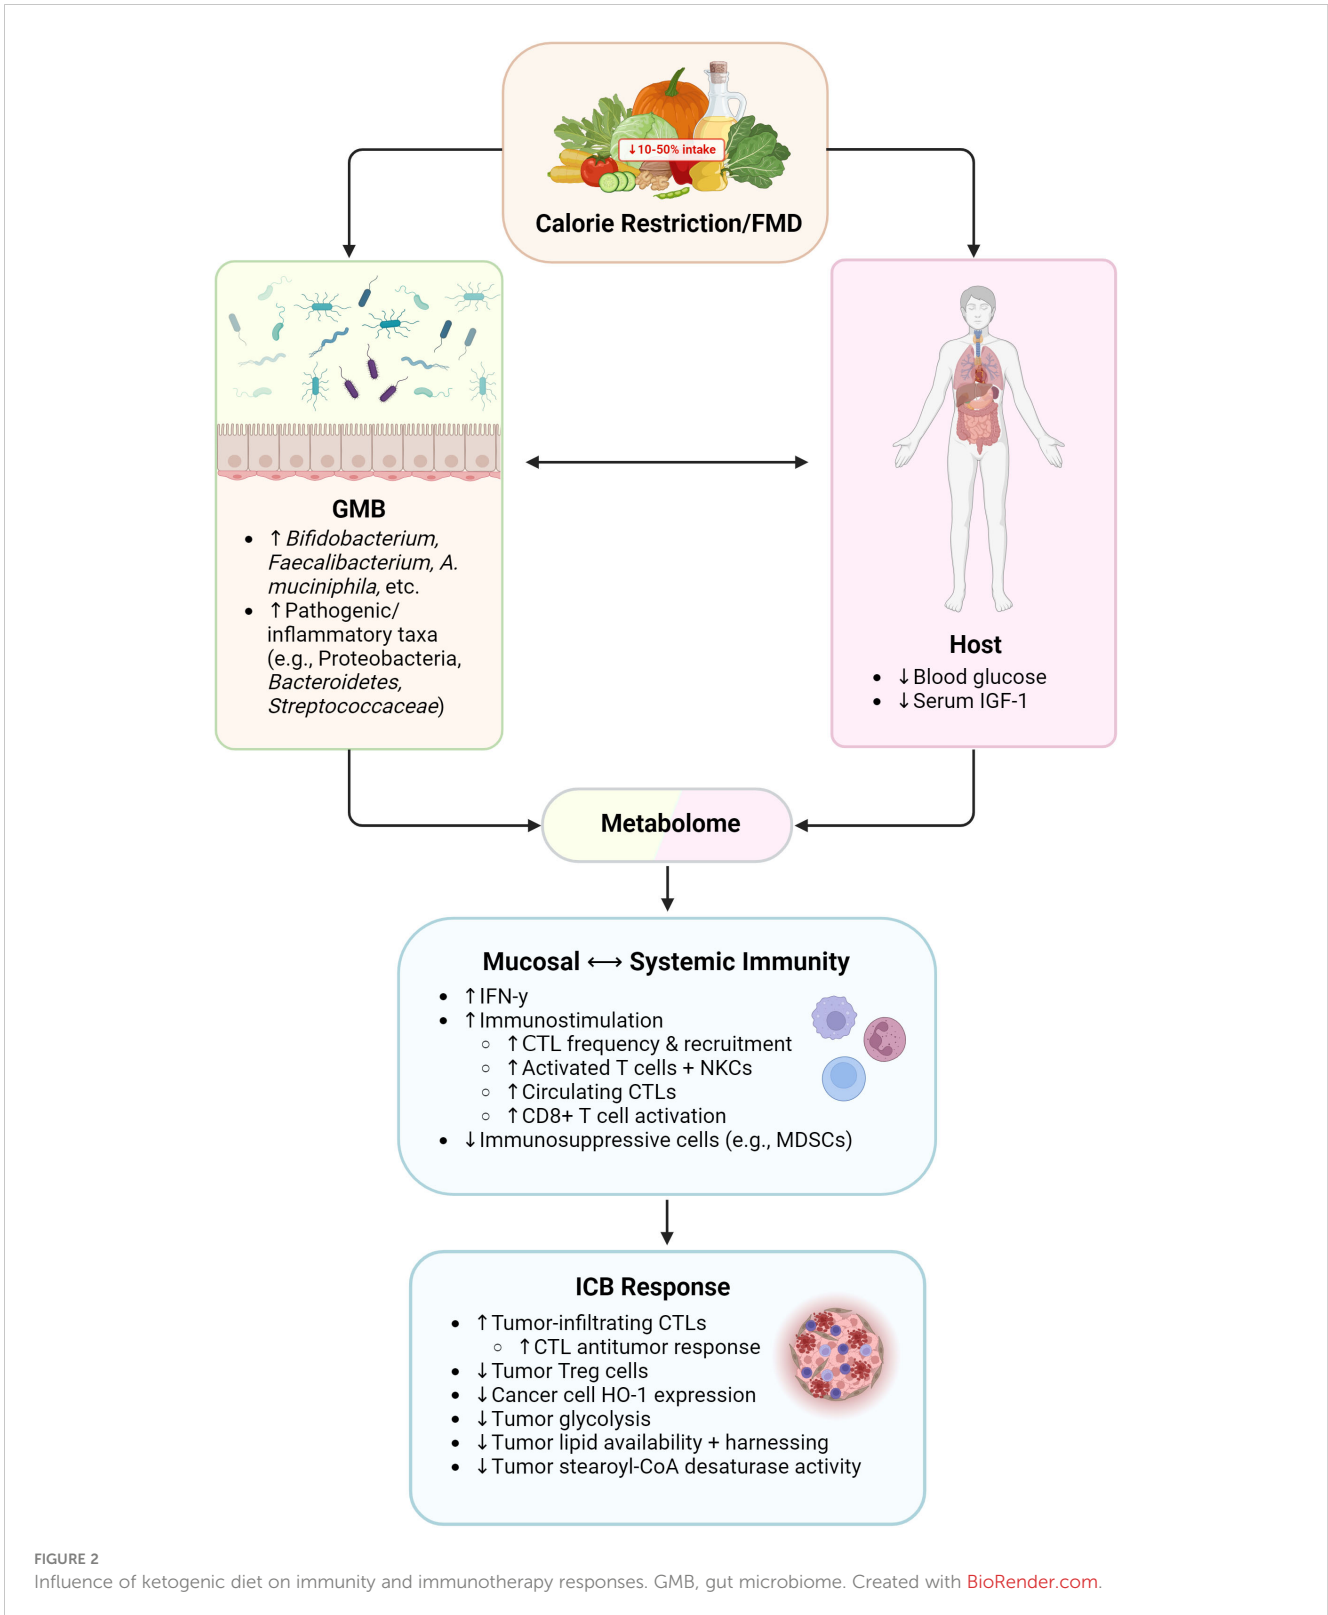 ↓10-50% intake
Calorie Restriction/FMD
GMB
• ↑Bifidobacterium,
Faecalibacterium, A.
muciniphila, etc.
• ↑Pathogenic/
inflammatory taxa
(e.g., Proteobacteria,
Bacteroidetes,
Streptococcaceae)
Host
• ↓Blood glucose
• ↓Serum IGF-1
Metabolome
Mucosal ⟷ Systemic Immunity
• ↑IFN-y
• ↑Immunostimulation
○ ↑CTL frequency & recruitment
○ ↑Activated T cells + NKCs
○ ↑Circulating CTLs
○ ↑CD8+ T cell activation
• ↓Immunosuppressive cells (e.g., MDSCs)
ICB Response
• ↑Tumor-infiltrating CTLs
○ ↑CTL antitumor response
• ↓Tumor Treg cells
• ↓Cancer cell HO-1 expression
• ↓Tumor glycolysis
• ↓Tumor lipid availability + harnessing
• ↓Tumor stearoyl-CoA desaturase activity
FIGURE 2
Influence of ketogenic diet on immunity and immunotherapy responses. GMB, gut microbiome. Created with BioRender.com.